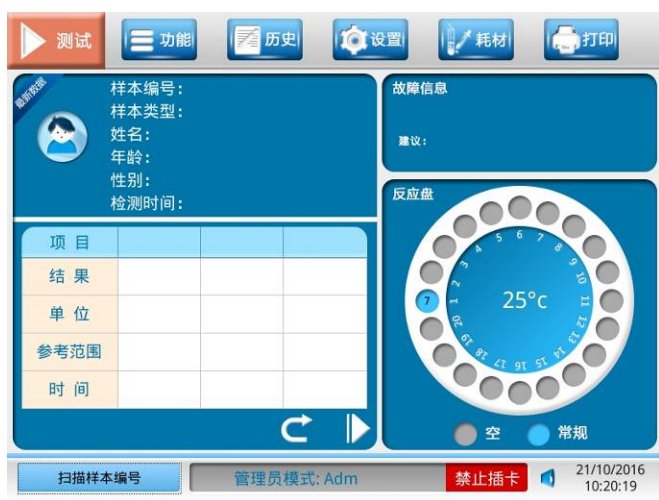 测试
功能
历史
设置
耗材
打印
最新数据
样本编号:
样本类型:
姓名:
年龄:
性别:
检测时间:
故障信息
建议:
项目
结果
单位
参考范围
时间
反应盘
7
1
2
3
4
5
6
7
8
9
10
11
12
13
14
15
16
17
18
19
20
25°c
空
常规
扫描样本编号
管理员模式: Adm
禁止插卡
21/10/2016
10:20:19